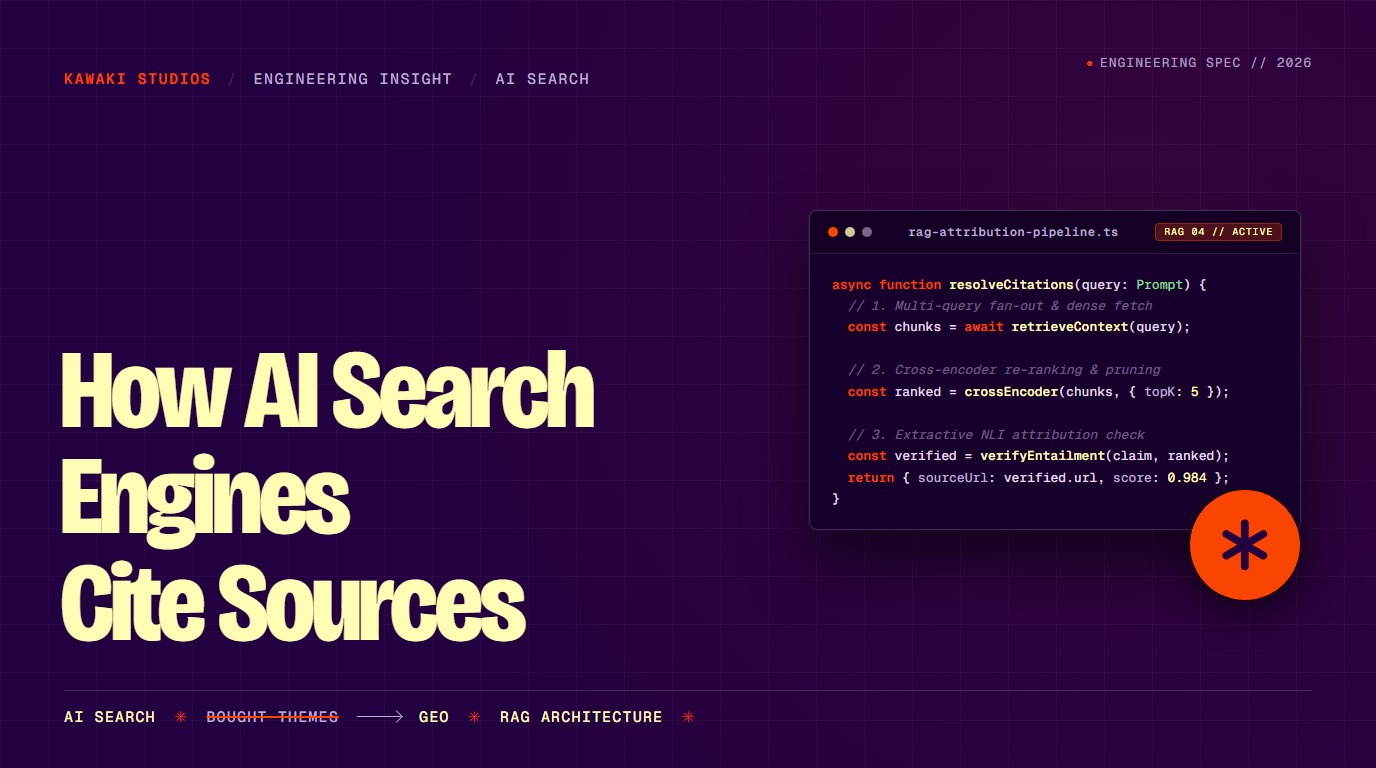 KAWAKI STUDIOS / ENGINEERING INSIGHT / AI SEARCH
ENGINEERING SPEC // 2026
rag-attribution-pipeline.ts
RAG 04 // ACTIVE
async function resolveCitations(query: Prompt) {
// 1. Multi-query fan-out & dense fetch
const chunks = await retrieveContext(query);
// 2. Cross-encoder re-ranking & pruning
const ranked = crossEncoder(chunks, { topK: 5 });
// 3. Extractive NLI attribution check
const verified = verifyEntailment(claim, ranked);
return { sourceUrl: verified.url, score: 0.984 };
}
How AI Search
Engines
Cite Sources
AI SEARCH ✳ BOUGHT THEMES → GEO ✳ RAG ARCHITECTURE ✳